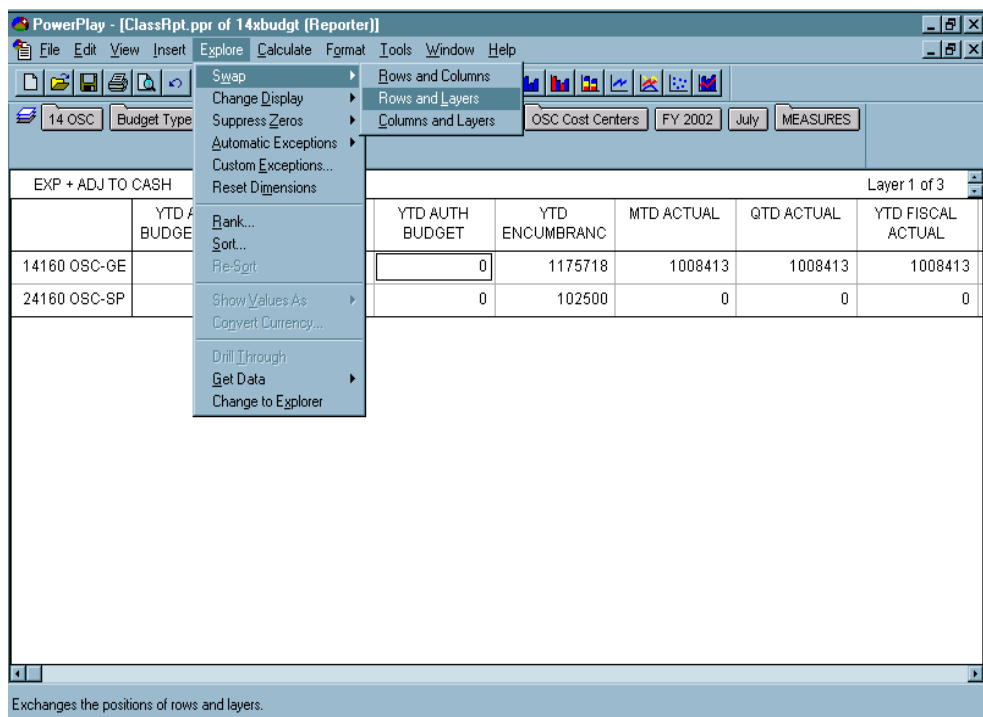 PowerPlay - [ClassRpt.ppr of 14xbudgt (Reporter)]
File Edit View Insert Explore Calculate Format Tools Window Help
Swap
Change Display
Suppress Zeros
Automatic Exceptions
Custom Exceptions...
Reset Dimensions
Rank...
Sort...
Re-Sort
Show Values As
Convert Currency...
Drill Through
Get Data
Change to Explorer
Rows and Columns
Rows and Layers
Columns and Layers
14 OSC Budget Type OSC Cost Centers FY 2002 July MEASURES
EXP + ADJ TO CASH Layer 1 of 3
YTD AUTH YTD MTD ACTUAL QTD ACTUAL YTD FISCAL
BUDGE BUDGET ENCUMBRANC ACTUAL
14160 OSC-GE 0 1175718 1008413 1008413 1008413
24160 OSC-SP 0 102500 0 0 0
Exchanges the positions of rows and layers.